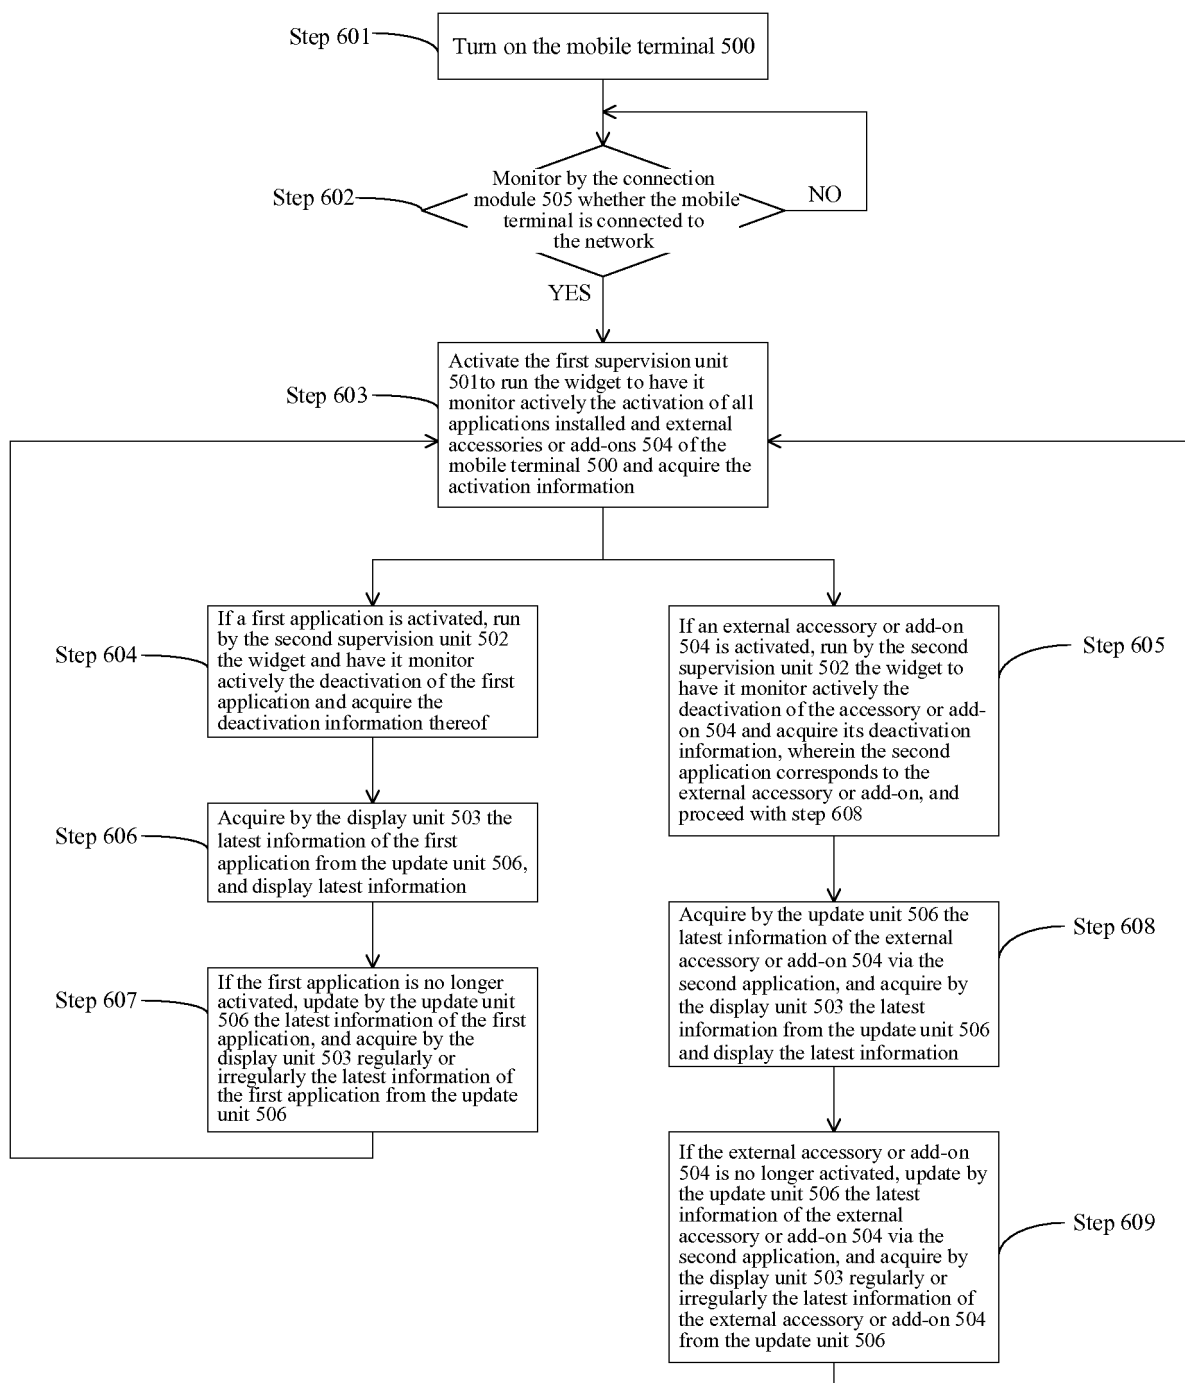 Step 601
Turn on the mobile terminal 500
Step 602
Monitor by the connection
module 505 whether the mobile
terminal is connected to
the network
NO
YES
Step 603
Activate the first supervision unit
501to run the widget to have it
monitor actively the activation of all
applications installed and external
accessories or add-ons 504 of the
mobile terminal 500 and acquire the
activation information
Step 604
If a first application is activated, run
by the second supervision unit 502
the widget and have it monitor
actively the deactivation of the first
application and acquire the
deactivation information thereof
If an external accessory or add-on
504 is activated, run by the second
supervision unit 502 the widget to
have it monitor actively the
deactivation of the accessory or add-
on 504 and acquire its deactivation
information, wherein the second
application corresponds to the
external accessory or add-on, and
proceed with step 608
Step 605
Step 606
Acquire by the display unit 503 the
latest information of the first
application from the update unit 506,
and display latest information
Step 607
If the first application is no longer
activated, update by the update unit
506 the latest information of the first
application, and acquire by the
display unit 503 regularly or
irregularly the latest information of
the first application from the update
unit 506
Acquire by the update unit 506 the
latest information of the external
accessory or add-on 504 via the
second application, and acquire by
the display unit 503 the latest
information from the update unit 506
and display the latest information
Step 608
If the external accessory or add-on
504 is no longer activated, update by
the update unit 506 the latest
information of the external
accessory or add-on 504 via the
second application, and acquire by
the display unit 503 regularly or
irregularly the latest information of
the external accessory or add-on 504
from the update unit 506
Step 609